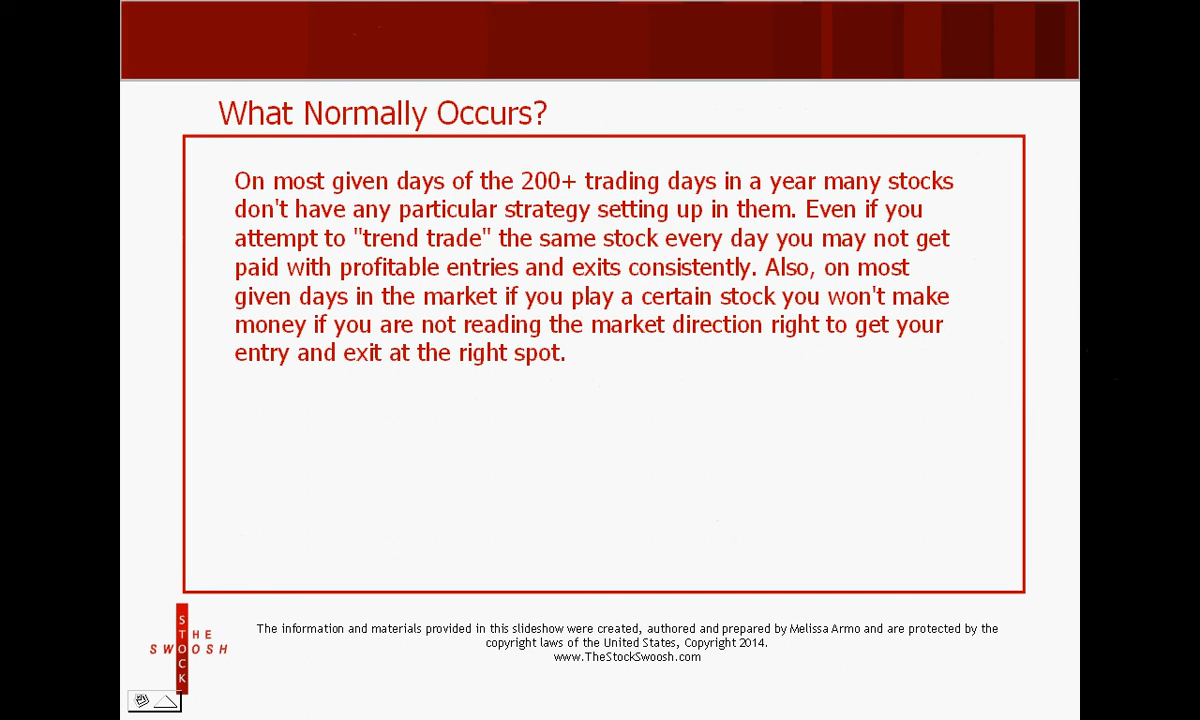 What Normally Occurs?
On most given days of the 200+ trading days in a year many stocks
don't have any particular strategy setting up in them. Even if you
attempt to "trend trade" the same stock every day you may not get
paid with profitable entries and exits consistently. Also, on most
given days in the market if you play a certain stock you won't make
money if you are not reading the market direction right to get your
entry and exit at the right spot.
The information and materials provided in this slideshow were created, authored and prepared by Melissa Armo and are protected by the
copyright laws of the United States, Copyright 2014.
www.TheStockSwoosh.com
THE
STOCK
SWOOSH